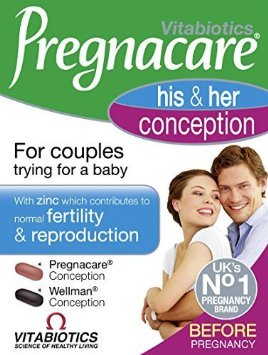 Vitabiotics
Pregnacare®
his & her
conception
For couples
trying for a baby
With zinc which contributes to
normal fertility
& reproduction
Pregnacare®
Conception
Wellman®
Conception
UK's
No1
PREGNANCY
BRAND
VITABIOTICS
SCIENCE OF HEALTHY LIVING
BEFORE
PREGNANCY